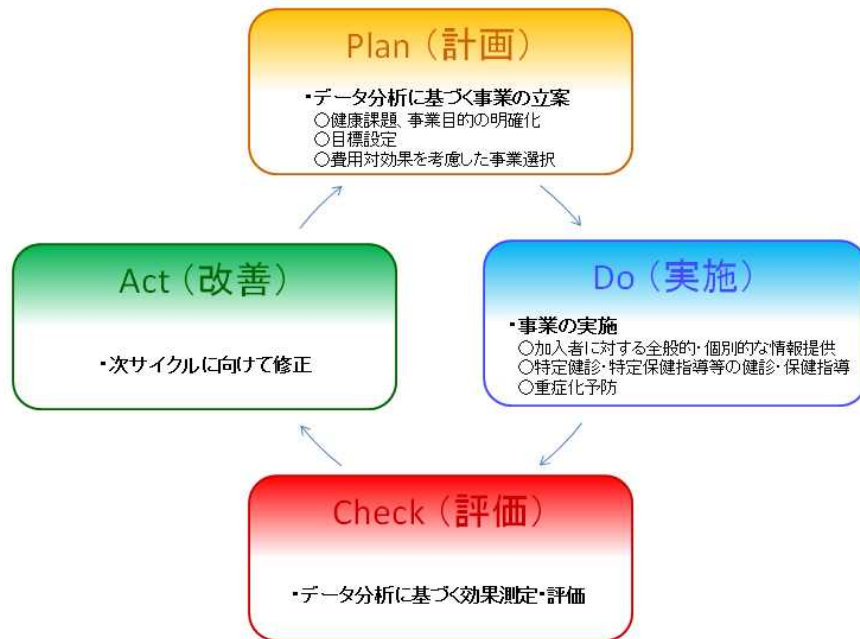 Plan（計画）
・データ分析に基づく事業の立案
○健康課題、事業目的の明確化
○目標設定
○費用対効果を考慮した事業選択
Act（改善）
・次サイクルに向けて修正
Do（実施）
・事業の実施
○加入者に対する全般的・個別的な情報提供
○特定健診・特定保健指導等の健診・保健指導
○重症化予防
Check（評価）
・データ分析に基づく効果測定・評価